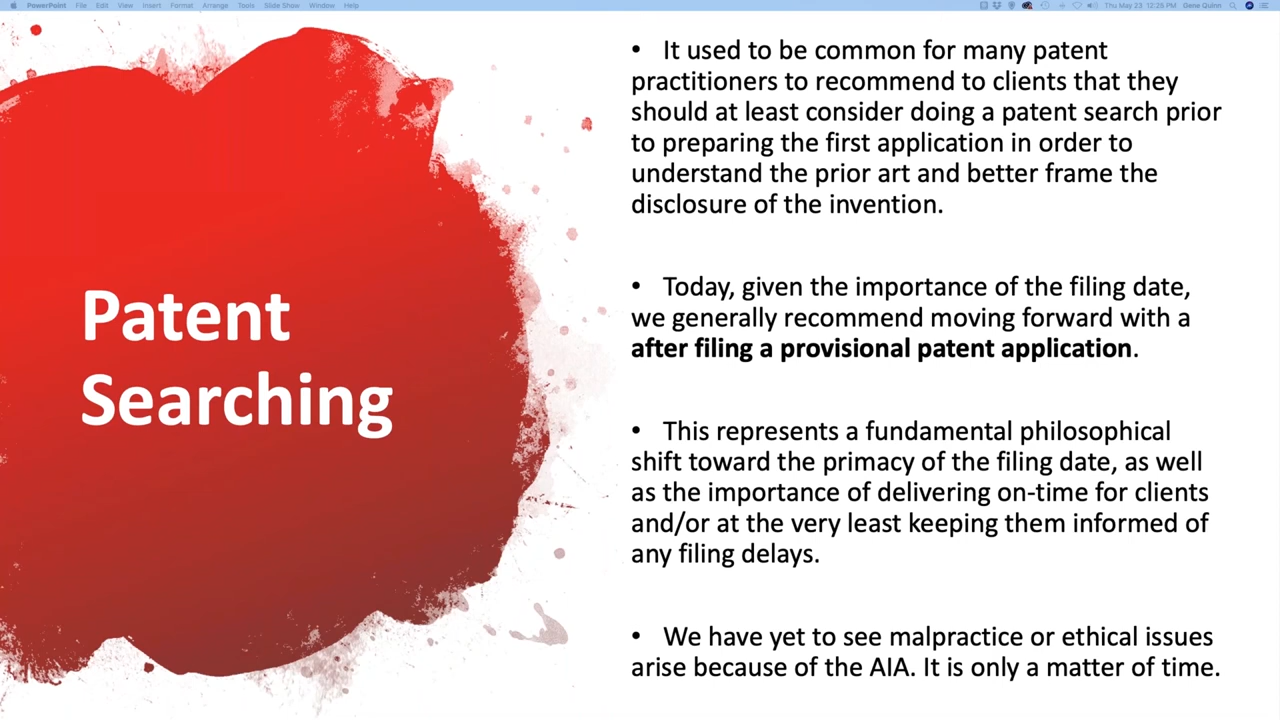 PowerPoint File Edit View Insert Format Arrange Tools Slide Show Window Help Thu May 23 12:25 PM Gene Quinn
Patent
Searching
• It used to be common for many patent
practitioners to recommend to clients that they
should at least consider doing a patent search prior
to preparing the first application in order to
understand the prior art and better frame the
disclosure of the invention.
• Today, given the importance of the filing date,
we generally recommend moving forward with a
after filing a provisional patent application.
• This represents a fundamental philosophical
shift toward the primacy of the filing date, as well
as the importance of delivering on-time for clients
and/or at the very least keeping them informed of
any filing delays.
• We have yet to see malpractice or ethical issues
arise because of the AIA. It is only a matter of time.